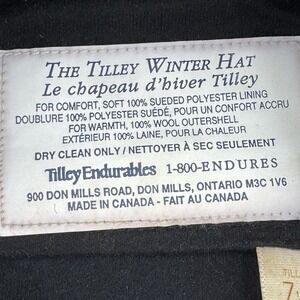 THE TILLEY WINTER HAT
Le chapeau d'hiver Tilley
FOR COMFORT, SOFT 100% SUEDED POLYESTER LINING
DOUBLURE 100% POLYESTER SUÉDÉ, POUR UN CONFORT ACCRU
FOR WARMTH, 100% WOOL OUTERSHELL
EXTÉRIEUR 100% LAINE, POUR LA CHALEUR
DRY CLEAN ONLY / NETTOYER À SEC SEULEMENT
Tilley Endurables 1-800-ENDURES
900 DON MILLS ROAD, DON MILLS, ONTARIO M3C 1V6
MADE IN CANADA - FAIT AU CANADA